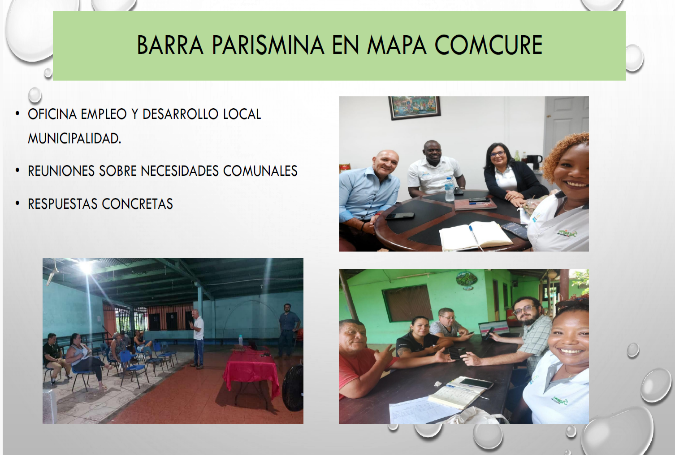 BARRA PARISMINA EN MAPA COMCURE
• OFICINA EMPLEO Y DESARROLLO LOCAL
MUNICIPALIDAD.
• REUNIONES SOBRE NECESIDADES COMUNALES
• RESPUESTAS CONCRETAS